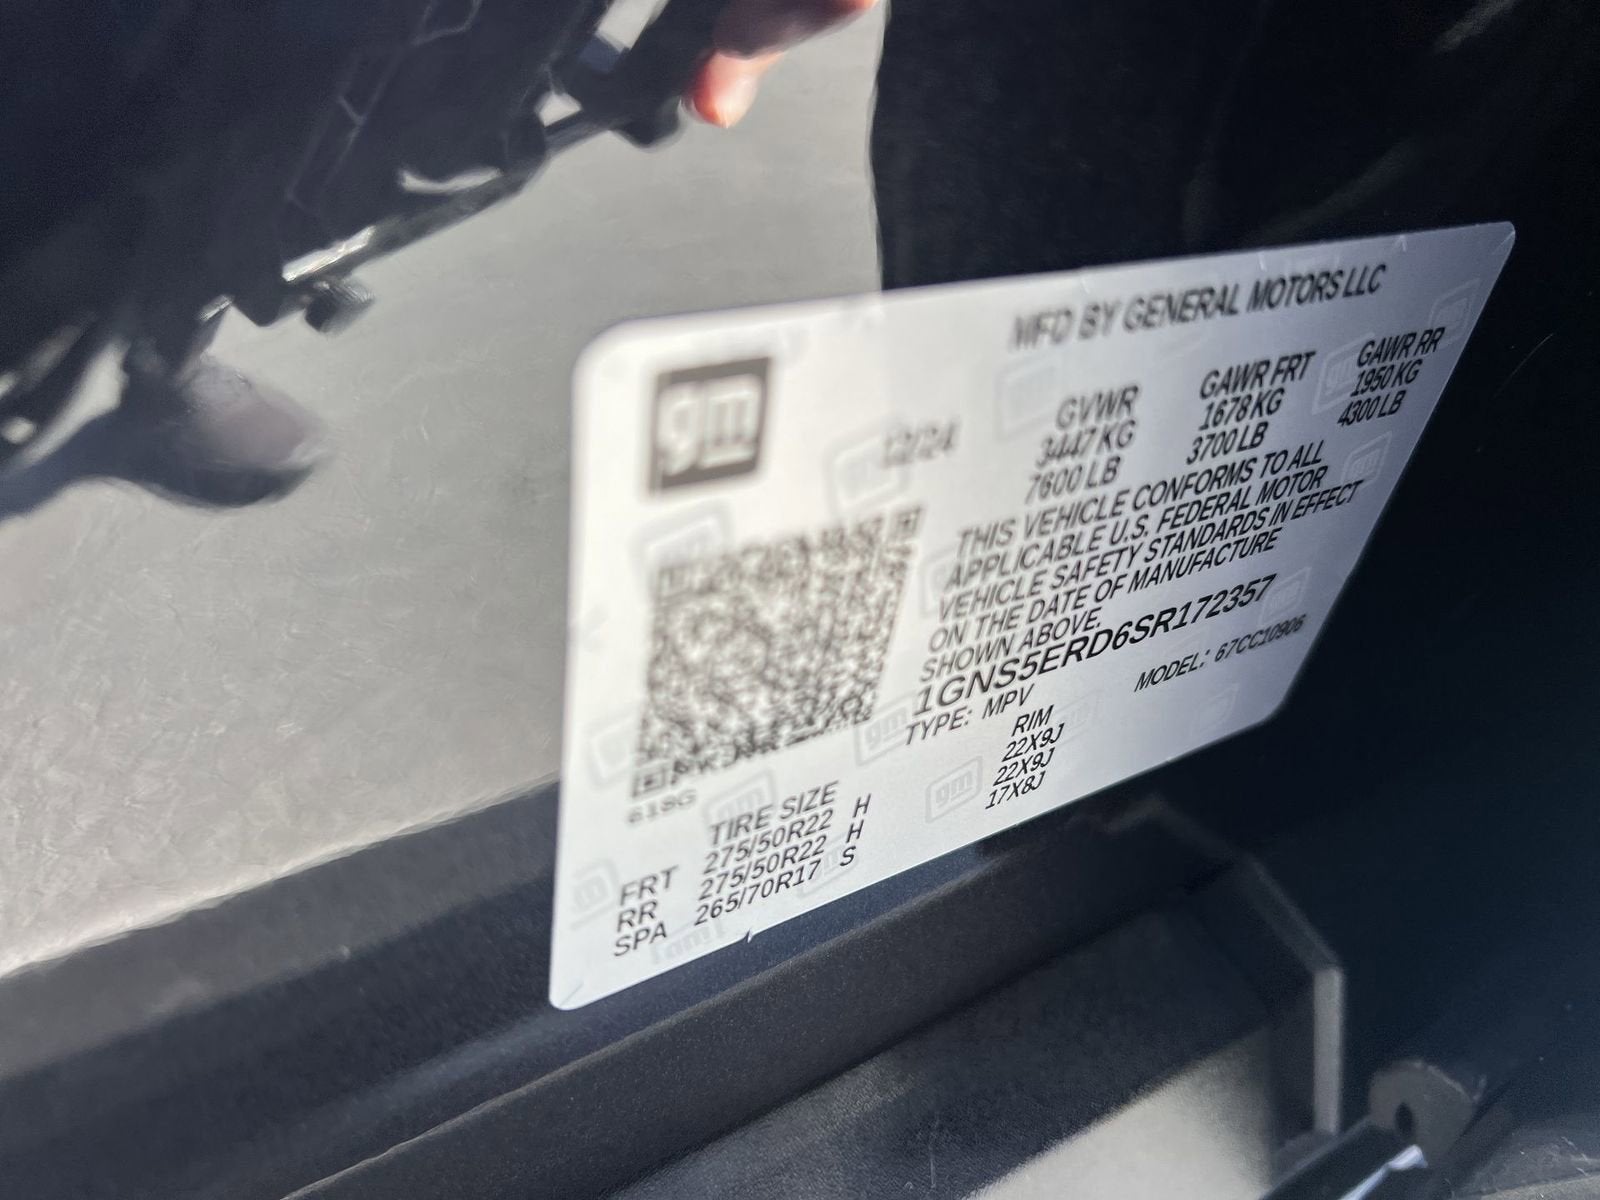 MFD BY GENERAL MOTORS LLC
gm
12/24
GVWR GAWR FRT GAWR RR
3447 KG 1678 KG 1950 KG
7600 LB 3700 LB 4300 LB
THIS VEHICLE CONFORMS TO ALL
APPLICABLE U.S. FEDERAL MOTOR
VEHICLE SAFETY STANDARDS IN EFFECT
ON THE DATE OF MANUFACTURE
SHOWN ABOVE.
1GNS5ERD6SR172357
TYPE: MPV MODEL: 67CC10906
618G
TIRE SIZE RIM
FRT 275/50R22 H 22X9J
RR 275/50R22 H 22X9J
SPA 265/70R17 S 17X8J